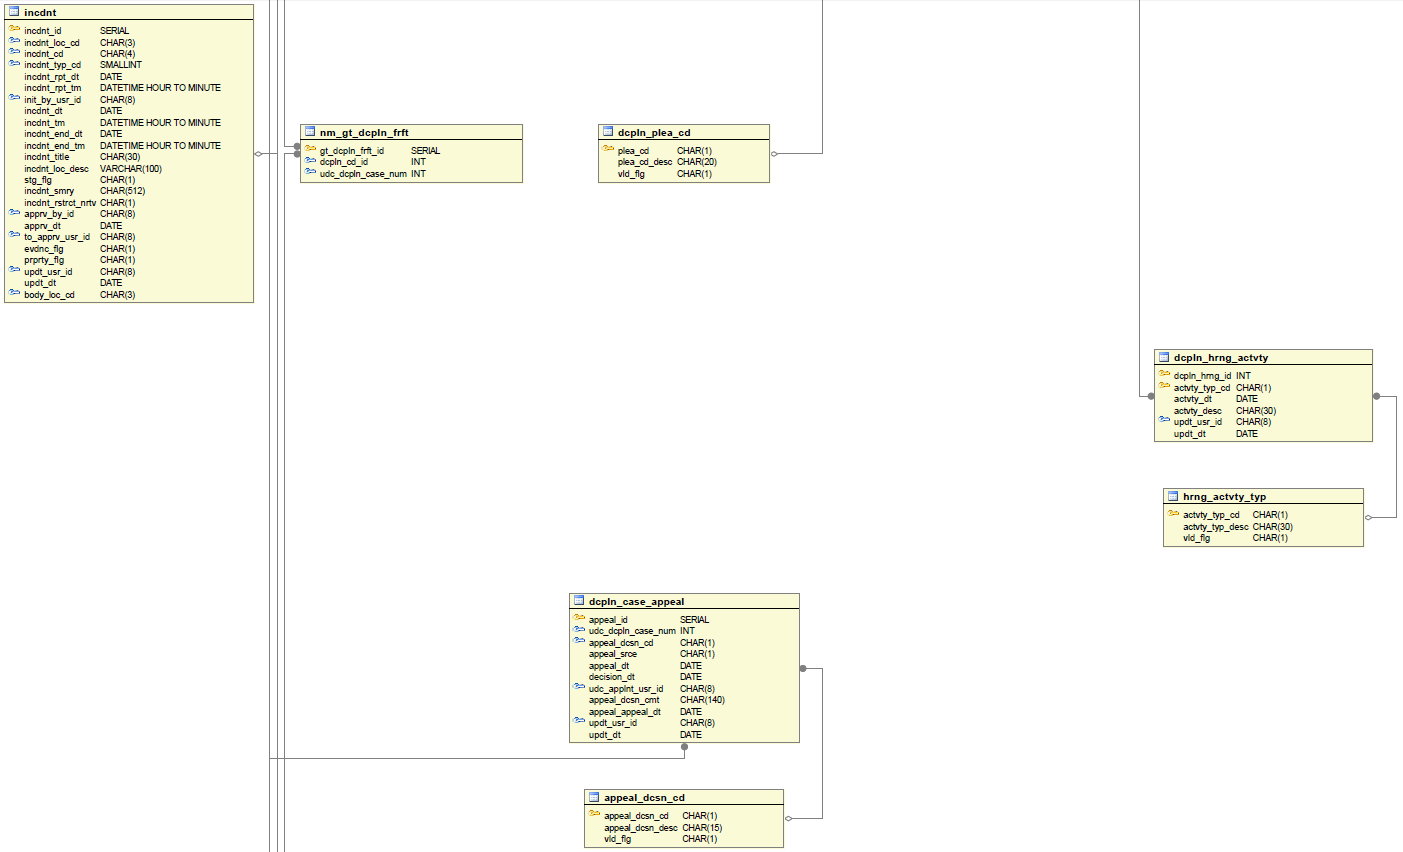 incdnt
incdnt_id SERIAL
incdnt_loc_cd CHAR(3)
incdnt_cd CHAR(4)
incdnt_typ_cd SMALLINT
incdnt_rpt_dt DATE
incdnt_rpt_tm DATETIME HOUR TO MINUTE
init_by_usr_id CHAR(8)
incdnt_dt DATE
incdnt_tm DATETIME HOUR TO MINUTE
incdnt_end_dt DATE
incdnt_end_tm DATETIME HOUR TO MINUTE
incdnt_title CHAR(30)
incdnt_loc_desc VARCHAR(100)
stg_flg CHAR(1)
incdnt_smry CHAR(512)
incdnt_rstrct_nrtv CHAR(1)
apprv_by_id CHAR(8)
apprv_dt DATE
to_apprv_usr_id CHAR(8)
evdnc_flg CHAR(1)
prprty_flg CHAR(1)
updt_usr_id CHAR(8)
updt_dt DATE
body_loc_cd CHAR(3)
nm_gt_dcpln_frft
gt_dcpln_frft_id SERIAL
dcpln_cd_id INT
udc_dcpln_case_num INT
dcpln_plea_cd
plea_cd CHAR(1)
plea_cd_desc CHAR(20)
vld_flg CHAR(1)
dcpln_hrng_actvty
dcpln_hrng_id INT
actvty_typ_cd CHAR(1)
actvty_dt DATE
actvty_desc CHAR(30)
updt_usr_id CHAR(8)
updt_dt DATE
hrng_actvty_typ
actvty_typ_cd CHAR(1)
actvty_typ_desc CHAR(30)
vld_flg CHAR(1)
dcpln_case_appeal
appeal_id SERIAL
udc_dcpln_case_num INT
appeal_dcsn_cd CHAR(1)
appeal_srce CHAR(1)
appeal_dt DATE
decision_dt DATE
udc_applnt_usr_id CHAR(8)
appeal_dcsn_cmt CHAR(140)
appeal_appeal_dt DATE
updt_usr_id CHAR(8)
updt_dt DATE
appeal_dcsn_cd
appeal_dcsn_cd CHAR(1)
appeal_dcsn_desc CHAR(15)
vld_flg CHAR(1)